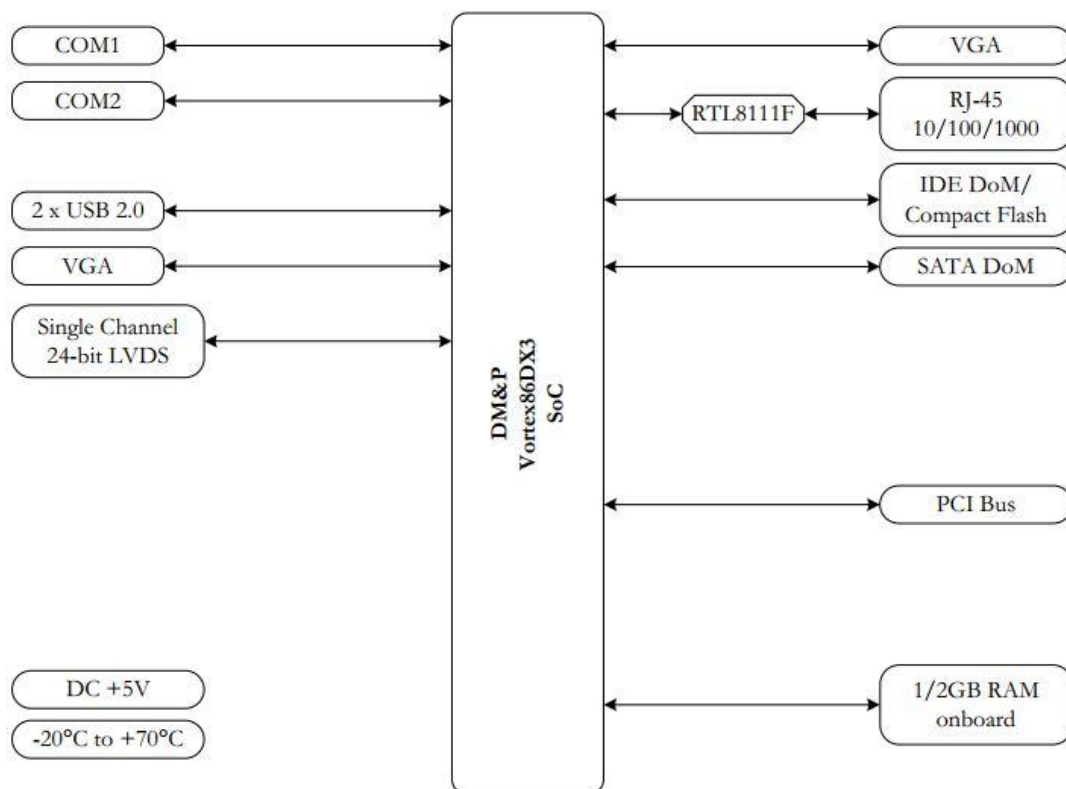 COM1
COM2
2 x USB 2.0
VGA
Single Channel
24-bit LVDS
DC +5V
-20°C to +70°C
DM&P
Vortex86DX3
SoC
VGA
RTL8111F
RJ-45
10/100/1000
IDE DoM/
Compact Flash
SATA DoM
PCI Bus
1/2GB RAM
onboard